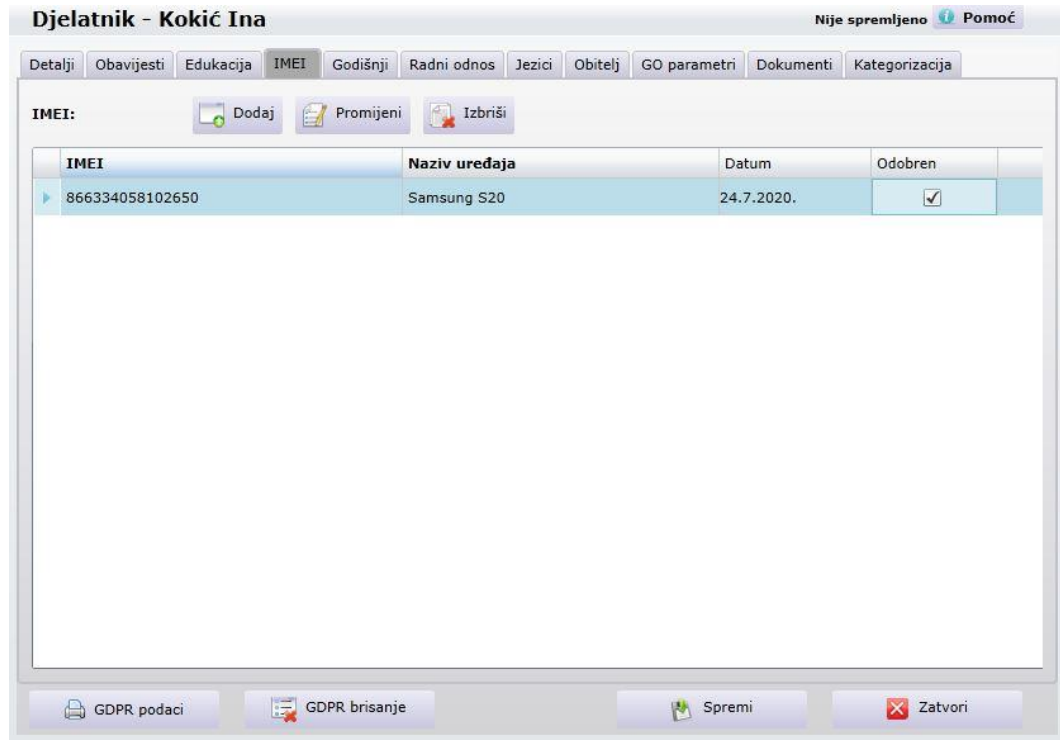 Djelatnik - Kokić Ina Nije spremljeno Pomoć
Detalji Obavijesti Edukacija IMEI Godišnji Radni odnos Jezici Obitelj GO parametri Dokumenti Kategorizacija
IMEI: Dodaj Promijeni Izbriši
IMEI Naziv uređaja Datum Odobren
866334058102650 Samsung S20 24.7.2020.
GDPR podaci GDPR brisanje Spremi Zatvori